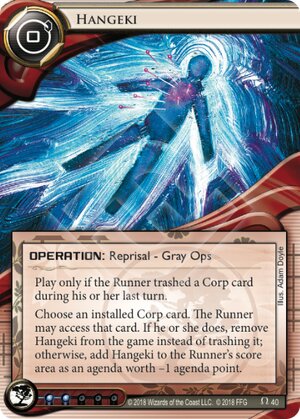 HANGEKI
0
OPERATION: Reprisal - Gray Ops
Play only if the Runner trashed a Corp card
during his or her last turn.
Choose an installed Corp card. The Runner
may access that card. If he or she does, remove
Hangeki from the game instead of trashing it;
otherwise, add Hangeki to the Runner's score
area as an agenda worth –1 agenda point.
Illus. Adam Doyle
© 2018 Wizards of the Coast LLC. © 2018 FFG
Ω 40